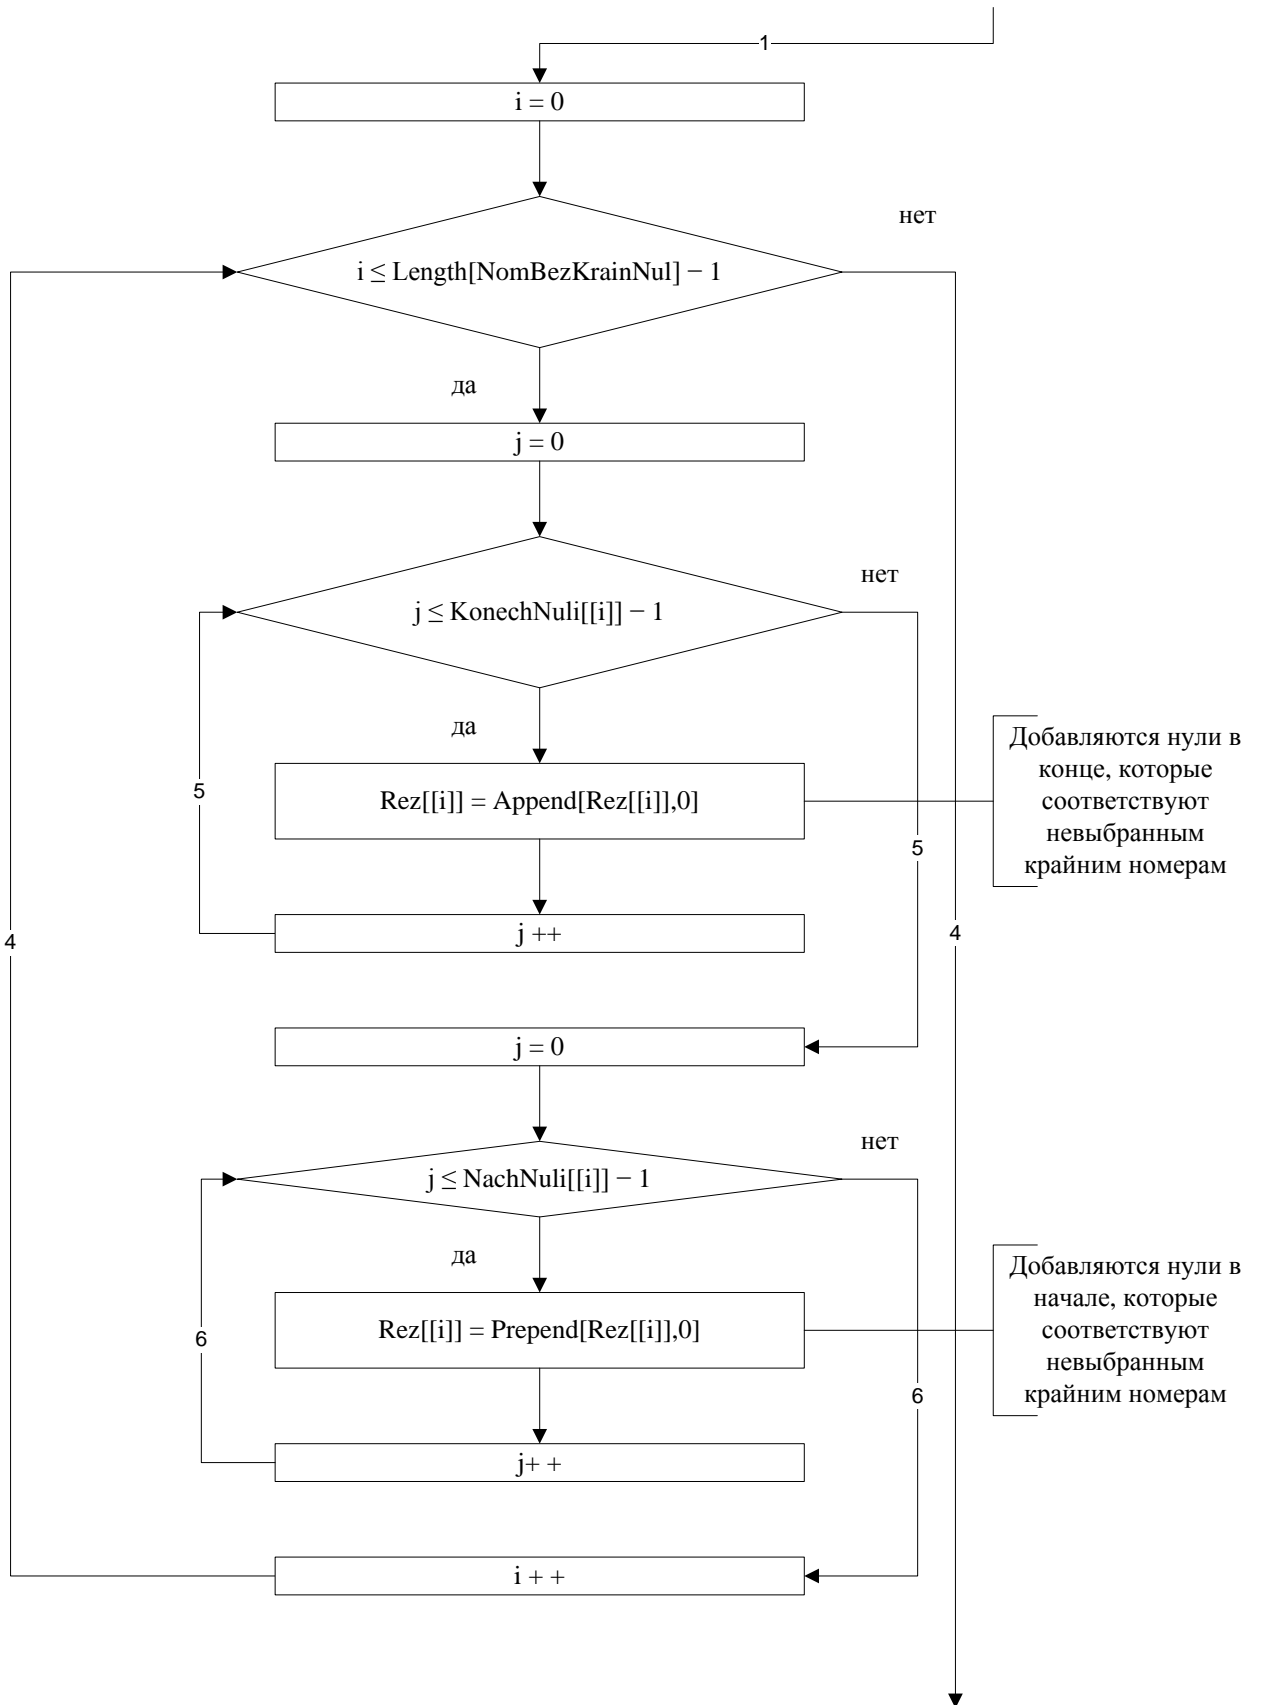 1
i = 0
нет
i ≤ Length[NomBezKrainNul] − 1
да
j = 0
нет
j ≤ KonechNuli[[i]] − 1
да
Rez[[i]] = Append[Rez[[i]],0]
Добавляются нули в
конце, которые
соответствуют
невыбранным
крайним номерам
5
5
j ++
4
4
j = 0
нет
j ≤ NachNuli[[i]] − 1
да
Rez[[i]] = Prepend[Rez[[i]],0]
Добавляются нули в
начале, которые
соответствуют
невыбранным
крайним номерам
6
6
j+ +
i + +